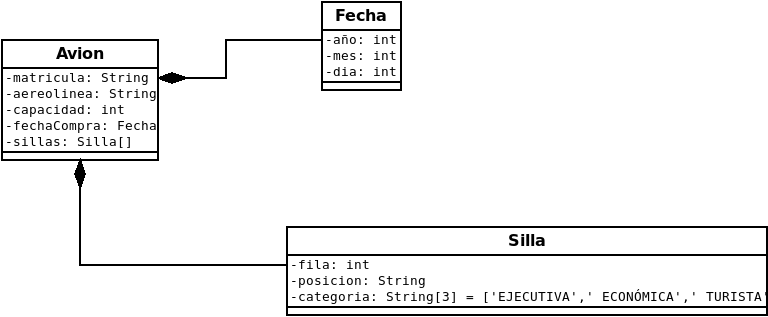 Fecha
-año: int
-mes: int
-dia: int
Avion
-matricula: String
-aereolinea: String
-capacidad: int
-fechaCompra: Fecha
-sillas: Silla[]
Silla
-fila: int
-posicion: String
-categoria: String[3] = ['EJECUTIVA',' ECONÓMICA',' TURISTA'